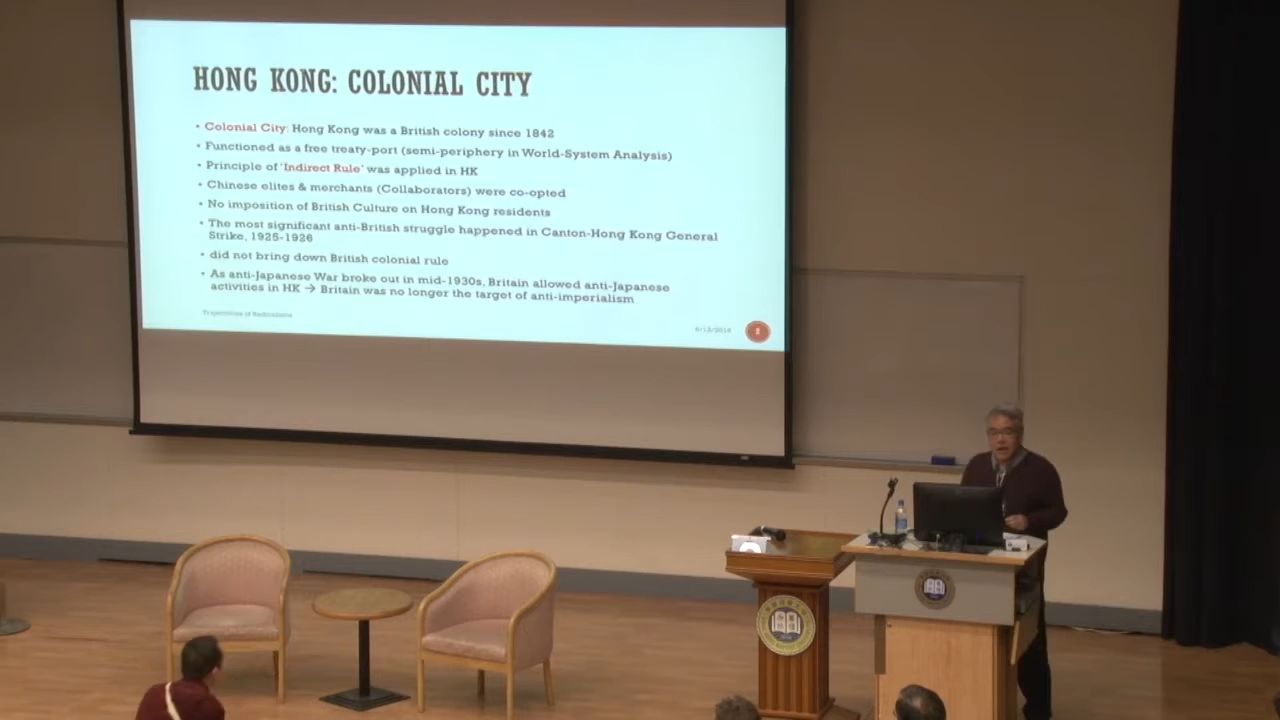 HONG KONG: COLONIAL CITY
• Colonial City: Hong Kong was a British colony since 1842
• Functioned as a free treaty-port (semi-periphery in World-System Analysis)
• Principle of 'Indirect Rule' was applied in HK
• Chinese elites & merchants (Collaborators) were co-opted
• No imposition of British Culture on Hong Kong residents
• The most significant anti-British struggle happened in Canton-Hong Kong General
Strike, 1925-1926
• did not bring down British colonial rule
• As anti-Japanese War broke out in mid-1930s, Britain allowed anti-Japanese
activities in HK → Britain was no longer the target of anti-imperialism
Trajectories of
2